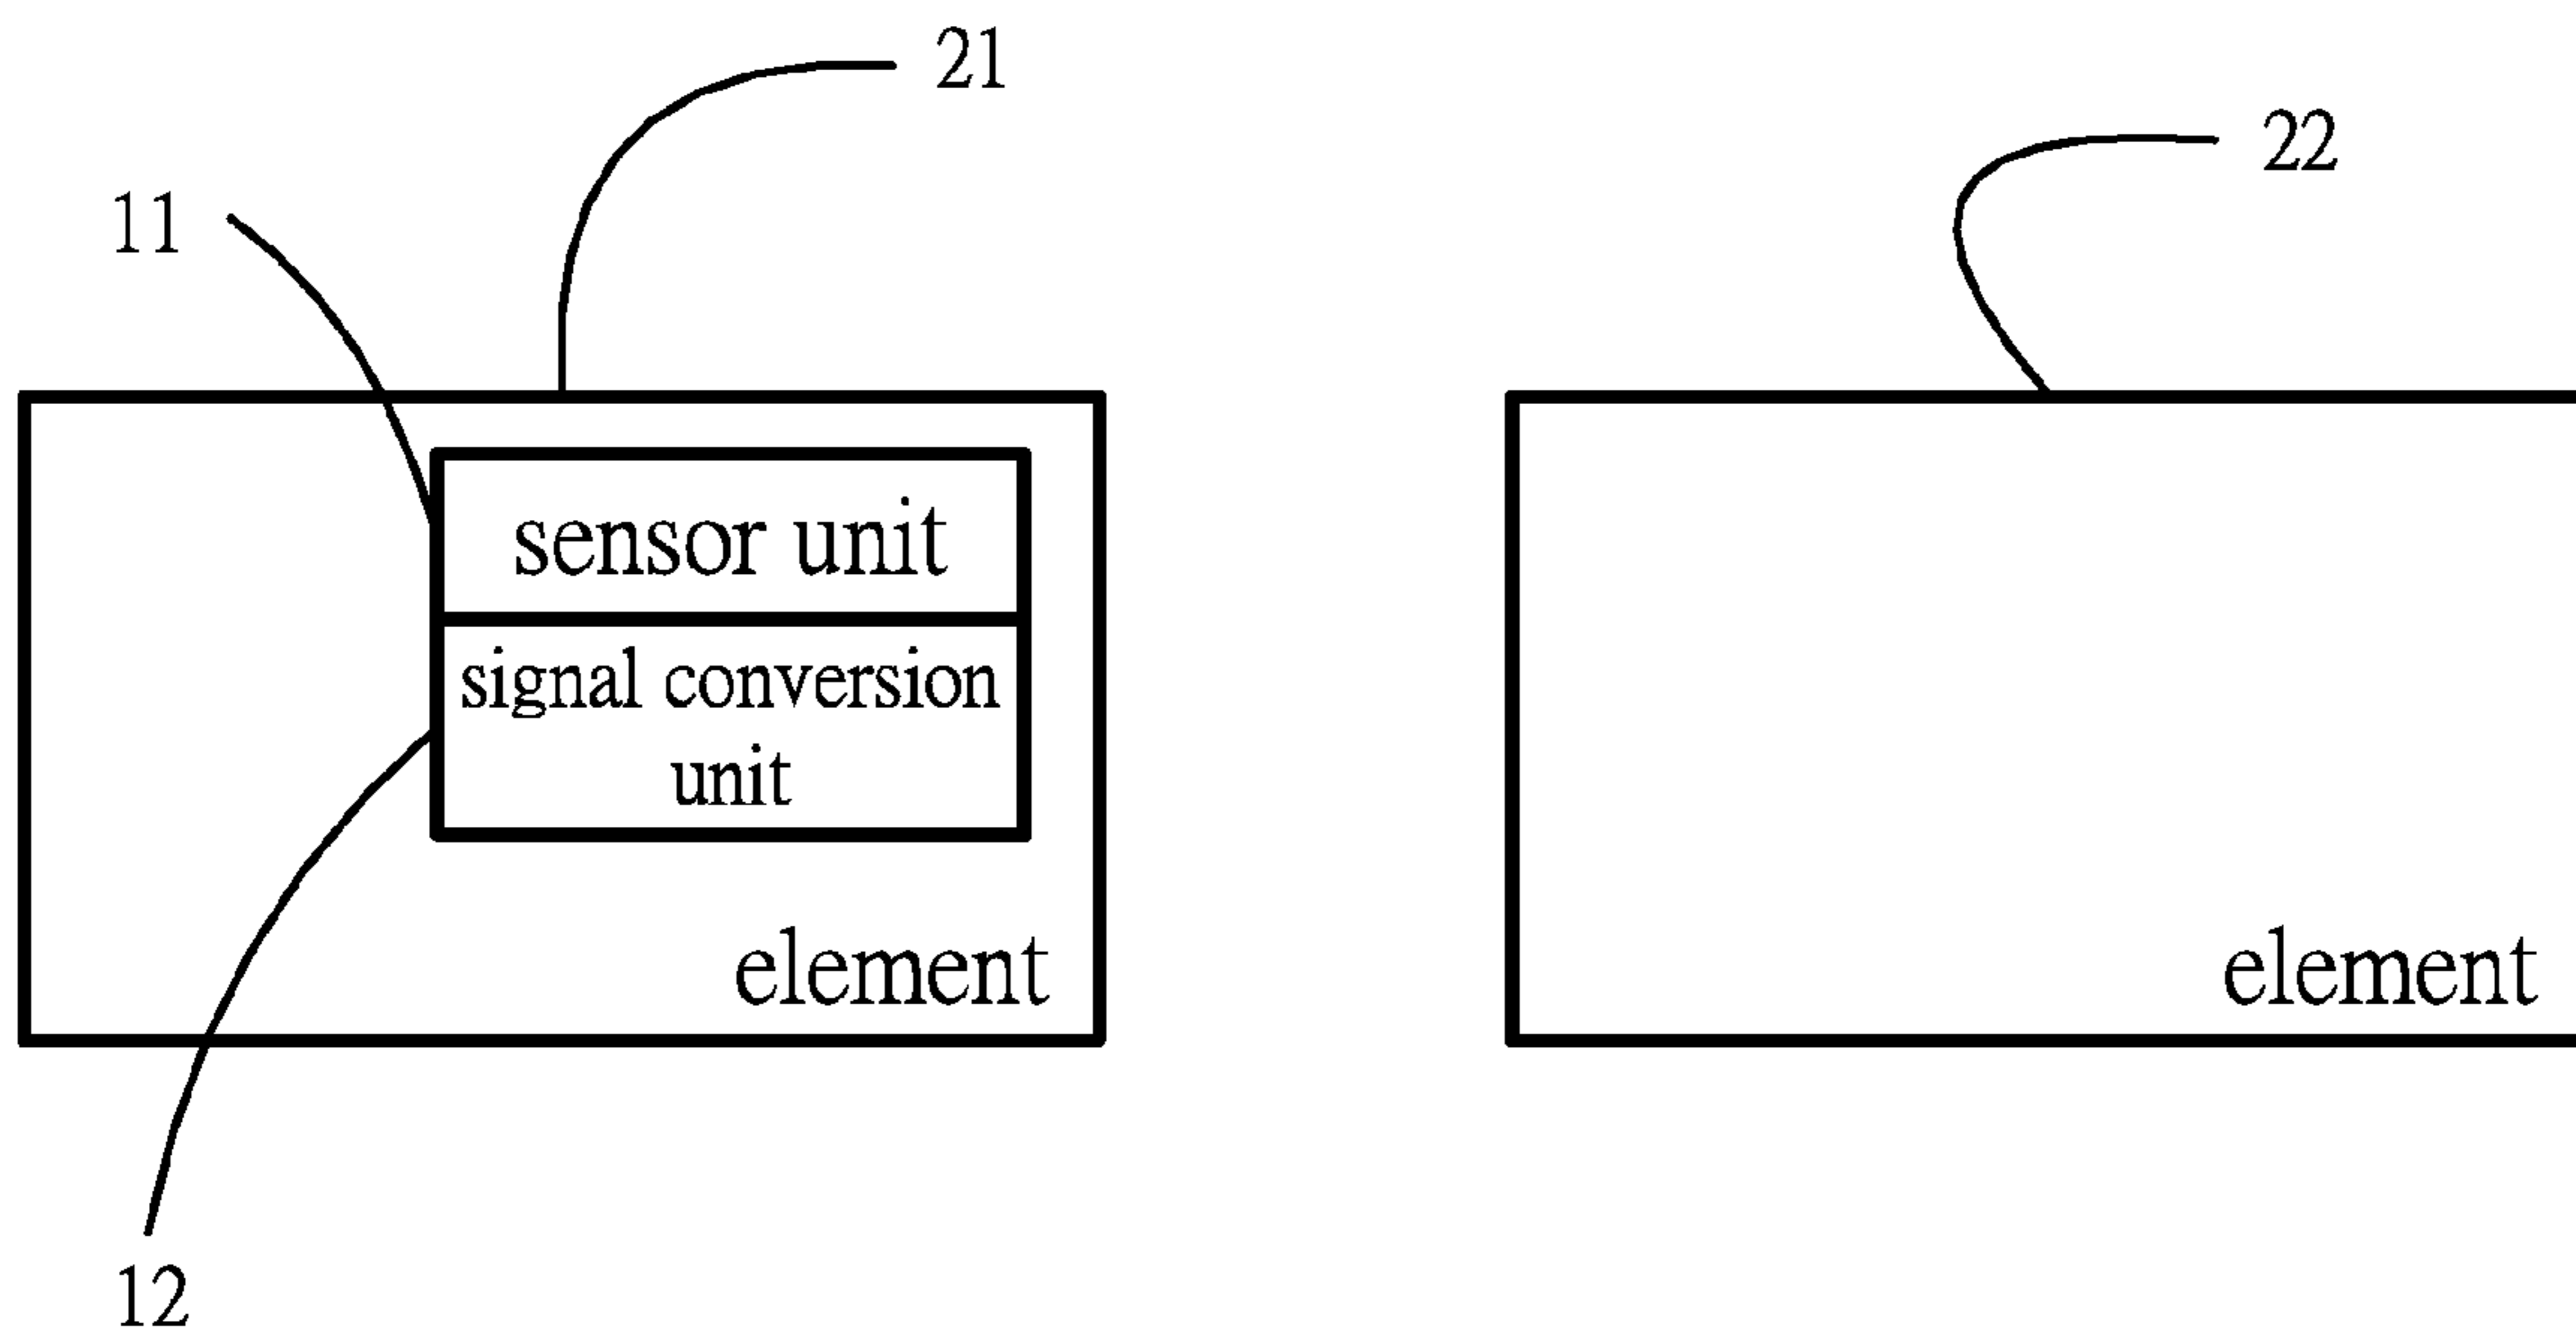 21
22
11
sensor unit
signal conversion
unit
element
element
12